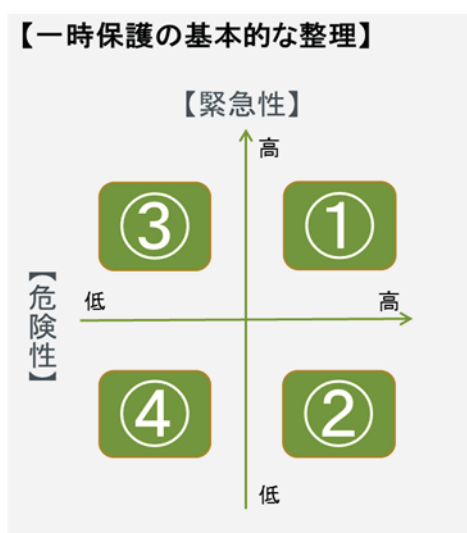 【一時保護の基本的な整理】
【緊急性】
高
③
①
【危険性】
低
高
④
②
低